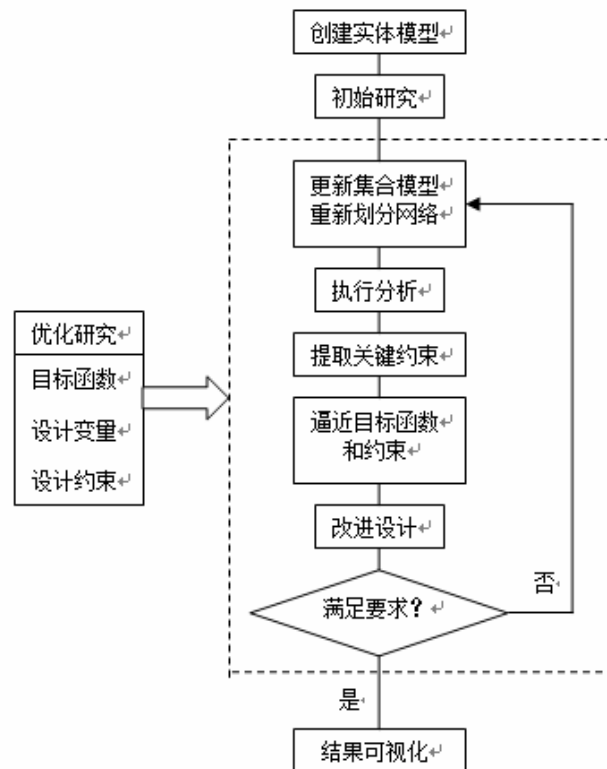 创建实体模型
初始研究
更新集合模型
重新划分网络
执行分析
提取关键约束
逼近目标函数
和约束
改进设计
满足要求?
否
是
结果可视化
优化研究
目标函数
设计变量
设计约束